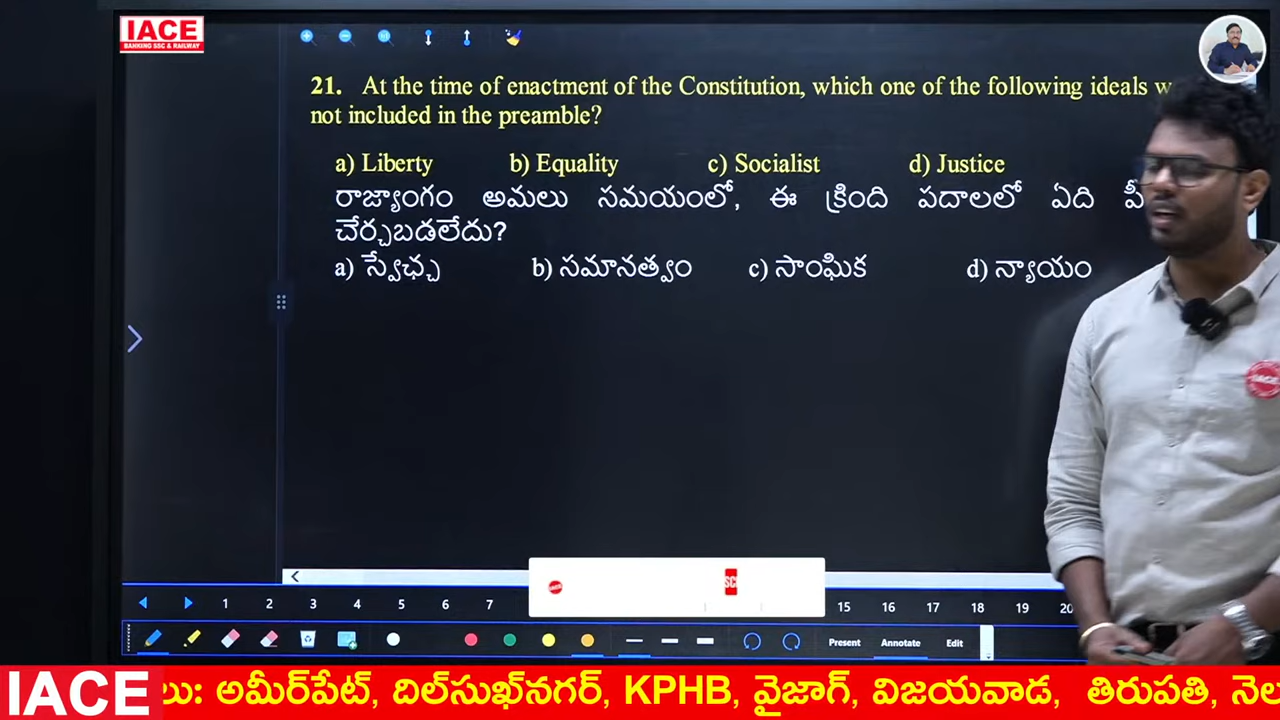 IACE
BANKING SSC & RAILWAY
21. At the time of enactment of the Constitution, which one of the following ideals w
not included in the preamble?
a) Liberty b) Equality c) Socialist d) Justice
రాజ్యాంగం అమలు సమయంలో, ఈ క్రింది పదాలలో ఏది పీ
చేర్చబడలేదు?
a) స్వేఛ్చ b) సమానత్వం c) సాంఘిక d) న్యాయం
1 2 3 4 5 6 7 15 16 17 18 19 20
Present Annotate Edit
IACE లు: అమీర్‌పేట్, దిల్‌సుఖ్‌నగర్, KPHB, వైజాగ్, విజయవాడ, తిరుపతి, నెల